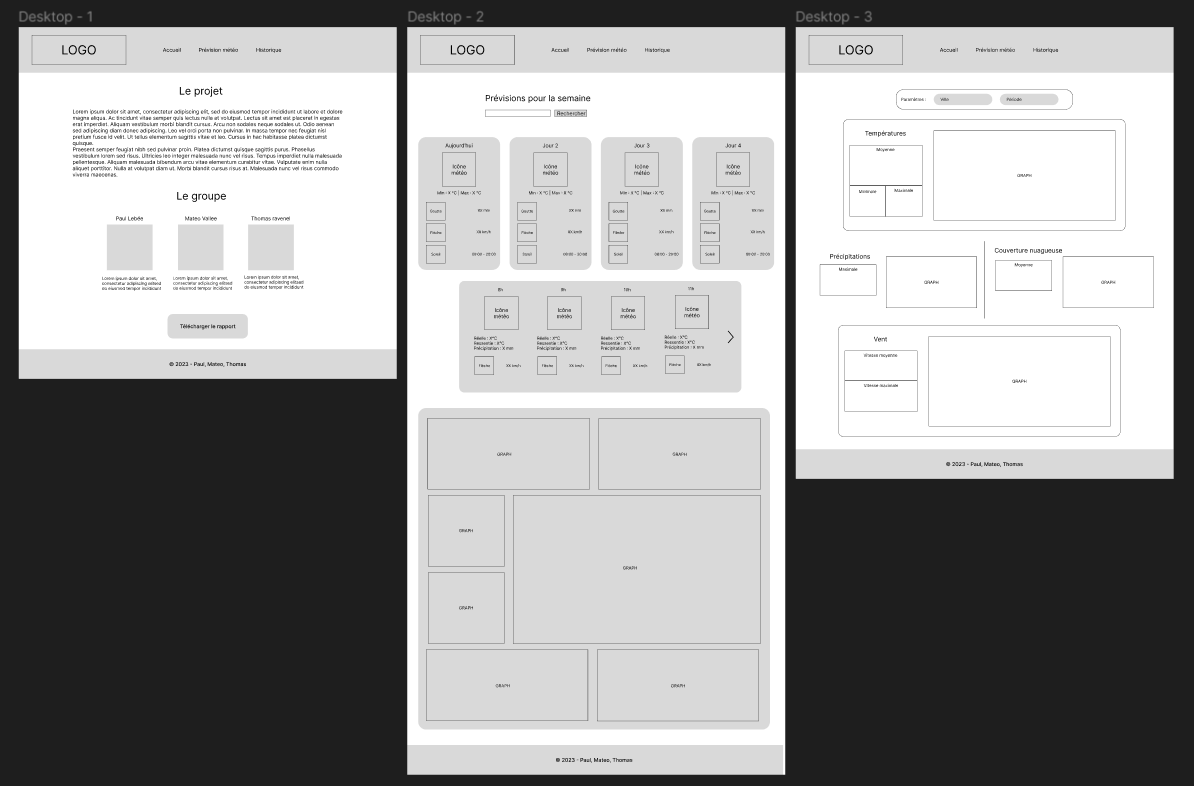 Desktop - 1
LOGO
Accueil
Prévision météo
Historique
Le projet
Lorem ipsum dolor sit amet, consectetur adipiscing elit, sed do eiusmod tempor incididunt ut labore et dolore
magna aliqua. Ac tincidunt vitae semper quis lectus nulla at volutpat. Lectus sit amet est placerat in egestas
erat imperdiet. Aliquam vestibulum morbi blandit cursus. Arcu non sodales neque sodales ut. Odio aenean
sed adipiscing diam donec adipiscing. Leo vel orci porta non pulvinar. In massa tempor nec feugiat nisl
pretium fusce id velit. Ut tellus elementum sagittis vitae et leo. Cursus in hac habitasse platea dictumst
quisque.
Praesent semper feugiat nibh sed pulvinar proin. Platea dictumst quisque sagittis purus. Phasellus
vestibulum lorem sed risus. Ultricies leo integer malesuada nunc vel risus. Tempus imperdiet nulla malesuada
pellentesque. Aliquam malesuada bibendum arcu vitae elementum curabitur vitae. Vulputate enim nulla
aliquet porttitor. Nulla at volutpat diam ut. Morbi blandit cursus risus at. Malesuada nunc vel risus commodo
viverra maecenas.
Le groupe
Paul Lebée
Mateo Vallee
Thomas ravenel
Lorem ipsum dolor sit amet,
consectetur adipiscing elitsed
do eiusmod tempor incididunt
Lorem ipsum dolor sit amet,
consectetur adipiscing elitsed
do eiusmod tempor incididunt
Lorem ipsum dolor sit amet,
consectetur adipiscing elitsed
do eiusmod tempor incididunt
Télécharger le rapport
© 2023 - Paul, Mateo, Thomas
Desktop - 2
LOGO
Accueil
Prévision météo
Historique
Prévisions pour la semaine
Rechercher
Aujourd'hui
Icône
météo
Min : X °C | Max : X °C
Goutte
XX mm
Flèche
XX km/h
Soleil
08:00 - 20:00
Jour 2
Icône
météo
Min : X °C | Max : X °C
Goutte
XX mm
Flèche
XX km/h
Soleil
08:00 - 20:00
Jour 3
Icône
météo
Min : X °C | Max : X °C
Goutte
XX mm
Flèche
XX km/h
Soleil
08:00 - 20:00
Jour 4
Icône
météo
Min : X °C | Max : X °C
Goutte
XX mm
Flèche
XX km/h
Soleil
08:00 - 20:00
8h
Icône
météo
Réelle : X°C
Ressentie : X°C
Précipitation : X mm
Flèche
XX km/h
9h
Icône
météo
Réelle : X°C
Ressentie : X°C
Précipitation : X mm
Flèche
XX km/h
10h
Icône
météo
Réelle : X°C
Ressentie : X°C
Précipitation : X mm
Flèche
XX km/h
11h
Icône
météo
Réelle : X°C
Ressentie : X°C
Précipitation : X mm
Flèche
XX km/h
GRAPH
GRAPH
GRAPH
GRAPH
GRAPH
GRAPH
GRAPH
© 2023 - Paul, Mateo, Thomas
Desktop - 3
LOGO
Accueil
Prévision météo
Historique
Paramètre :
Ville
Période
Températures
Moyenne
Minimale
Maximale
GRAPH
Précipitations
Maximale
GRAPH
Couverture nuagueuse
Moyenne
GRAPH
Vent
Vitesse moyenne
Vitesse maximale
GRAPH
© 2023 - Paul, Mateo, Thomas